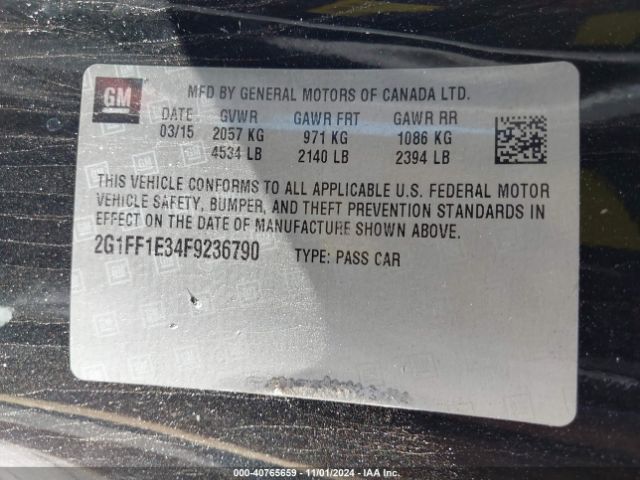 GM
MFD BY GENERAL MOTORS OF CANADA LTD.
DATE GVWR GAWR FRT GAWR RR
03/15 2057 KG 971 KG 1086 KG
4534 LB 2140 LB 2394 LB
THIS VEHICLE CONFORMS TO ALL APPLICABLE U.S. FEDERAL MOTOR
VEHICLE SAFETY, BUMPER, AND THEFT PREVENTION STANDARDS IN
EFFECT ON THE DATE OF MANUFACTURE SHOWN ABOVE.
2G1FF1E34F9236790 TYPE: PASS CAR
000-40765659 - 11/01/2024 - IAA Inc.